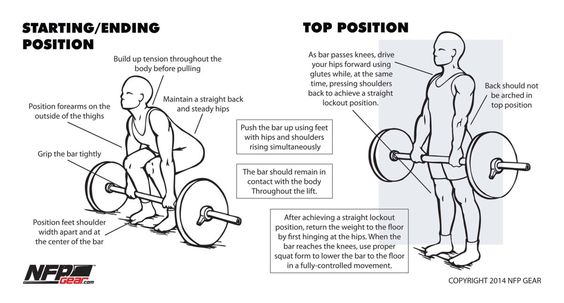 STARTING/ENDING
POSITION
Build up tension throughout the
body before pulling
Position forearms on the
outside of the thighs
Maintain a straight back
and steady hips
Grip the bar tightly
Position feet shoulder
width apart and at
the center of the bar
Push the bar up using feet
with hips and shoulders
rising simultaneously
The bar should remain in
contact with the body
Throughout the lift.
After achieving a straight lockout
position, return the weight to the floor
by first hinging at the hips. When the
bar reaches the knees, use proper
squat form to lower the bar to the floor
in a fully-controlled movement.
TOP POSITION
As bar passes knees, drive
your hips forward using
glutes while, at the same
time, pressing shoulders
back to achieve a straight
lockout position.
Back should not
be arched in
top position
NFP
Gear.com
COPYRIGHT 2014 NFP GEAR